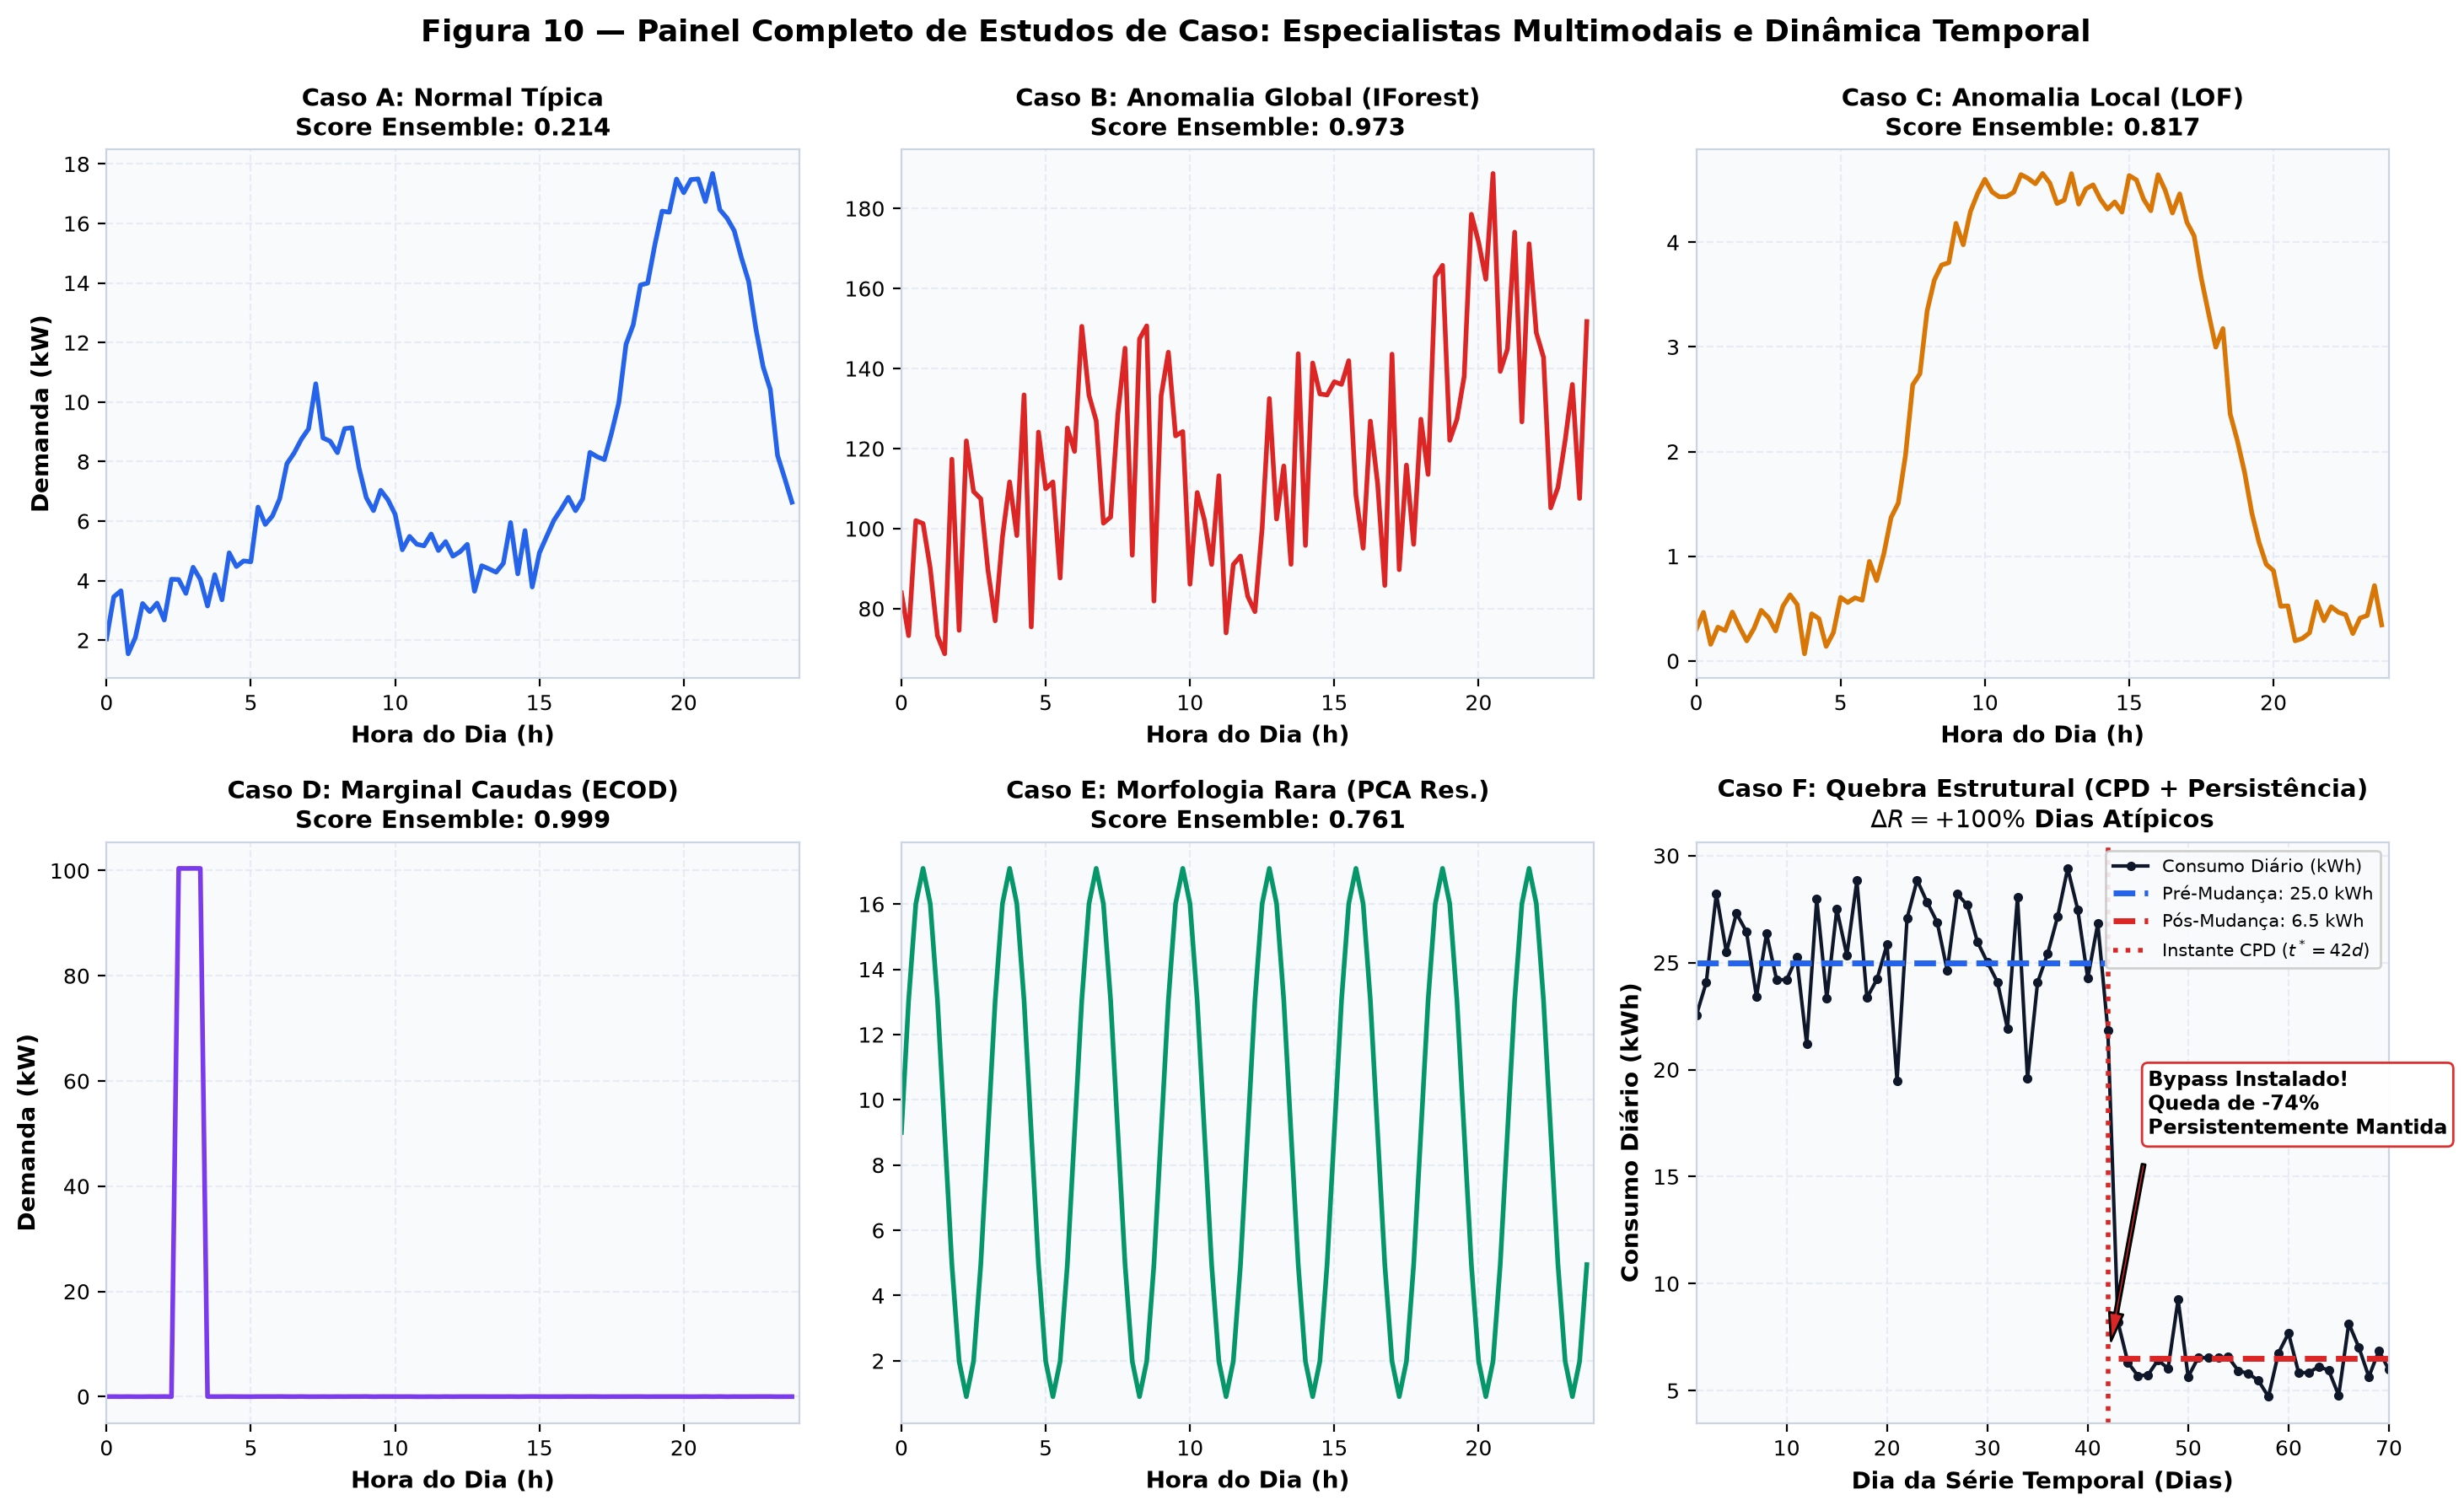 Figura 10 — Painel Completo de Estudos de Caso: Especialistas Multimodais e Dinâmica Temporal
Caso A: Normal Típica
Score Ensemble: 0.214
18
16
14
12
10
8
6
4
2
Demanda (kW)
0 5 10 15 20
Hora do Dia (h)
Caso B: Anomalia Global (IForest)
Score Ensemble: 0.973
180
160
140
120
100
80
0 5 10 15 20
Hora do Dia (h)
Caso C: Anomalia Local (LOF)
Score Ensemble: 0.817
4
3
2
1
0
0 5 10 15 20
Hora do Dia (h)
Caso D: Marginal Caudas (ECOD)
Score Ensemble: 0.999
100
80
60
40
20
0
Demanda (kW)
0 5 10 15 20
Hora do Dia (h)
Caso E: Morfologia Rara (PCA Res.)
Score Ensemble: 0.761
16
14
12
10
8
6
4
2
0 5 10 15 20
Hora do Dia (h)
Caso F: Quebra Estrutural (CPD + Persistência)
ΔR = +100% Dias Atípicos
30
25
20
15
10
5
Consumo Diário (kWh)
Consumo Diário (kWh)
Pré-Mudança: 25.0 kWh
Pós-Mudança: 6.5 kWh
Instante CPD (t* = 42d)
Bypass Instalado!
Queda de -74%
Persistentemente Mantida
10 20 30 40 50 60 70
Dia da Série Temporal (Dias)